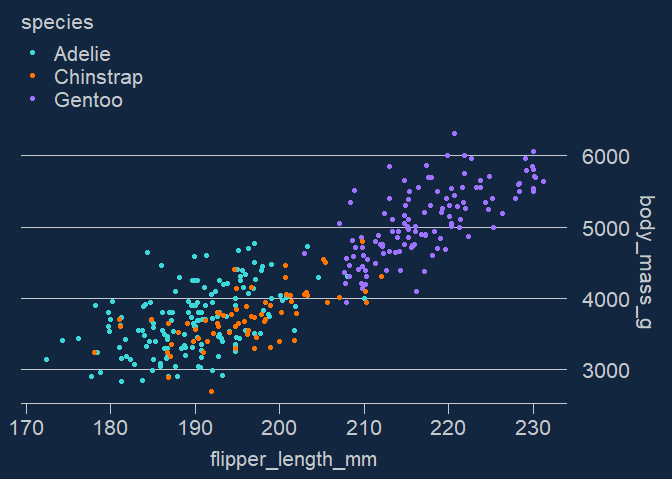 species
Adelie
Chinstrap
Gentoo
6000
5000
4000
3000
body_mass_g
170 180 190 200 210 220 230
flipper_length_mm